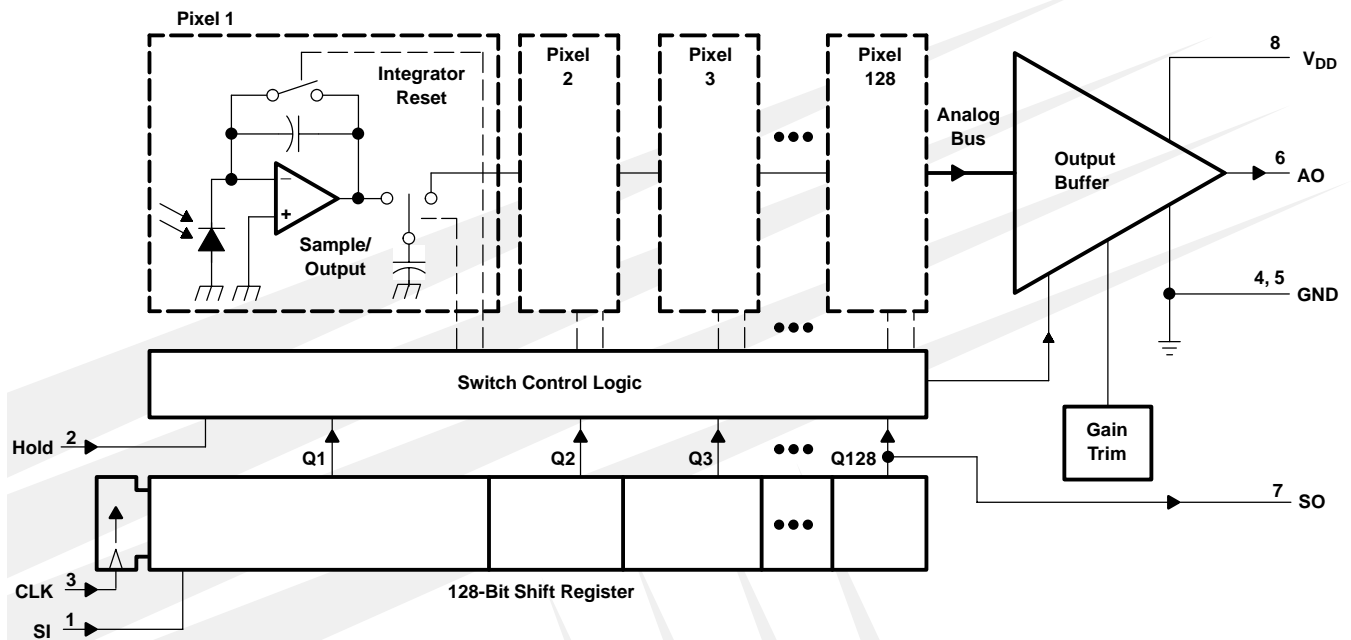 Pixel 1
Integrator
Reset
−
+
Sample/
Output
Pixel
2
Pixel
3
Pixel
128
Analog
Bus
Output
Buffer
8
VDD
6
AO
4, 5
GND
Switch Control Logic
Gain
Trim
Hold
2
Q1
Q2
Q3
Q128
7
SO
CLK
3
SI
1
128-Bit Shift Register